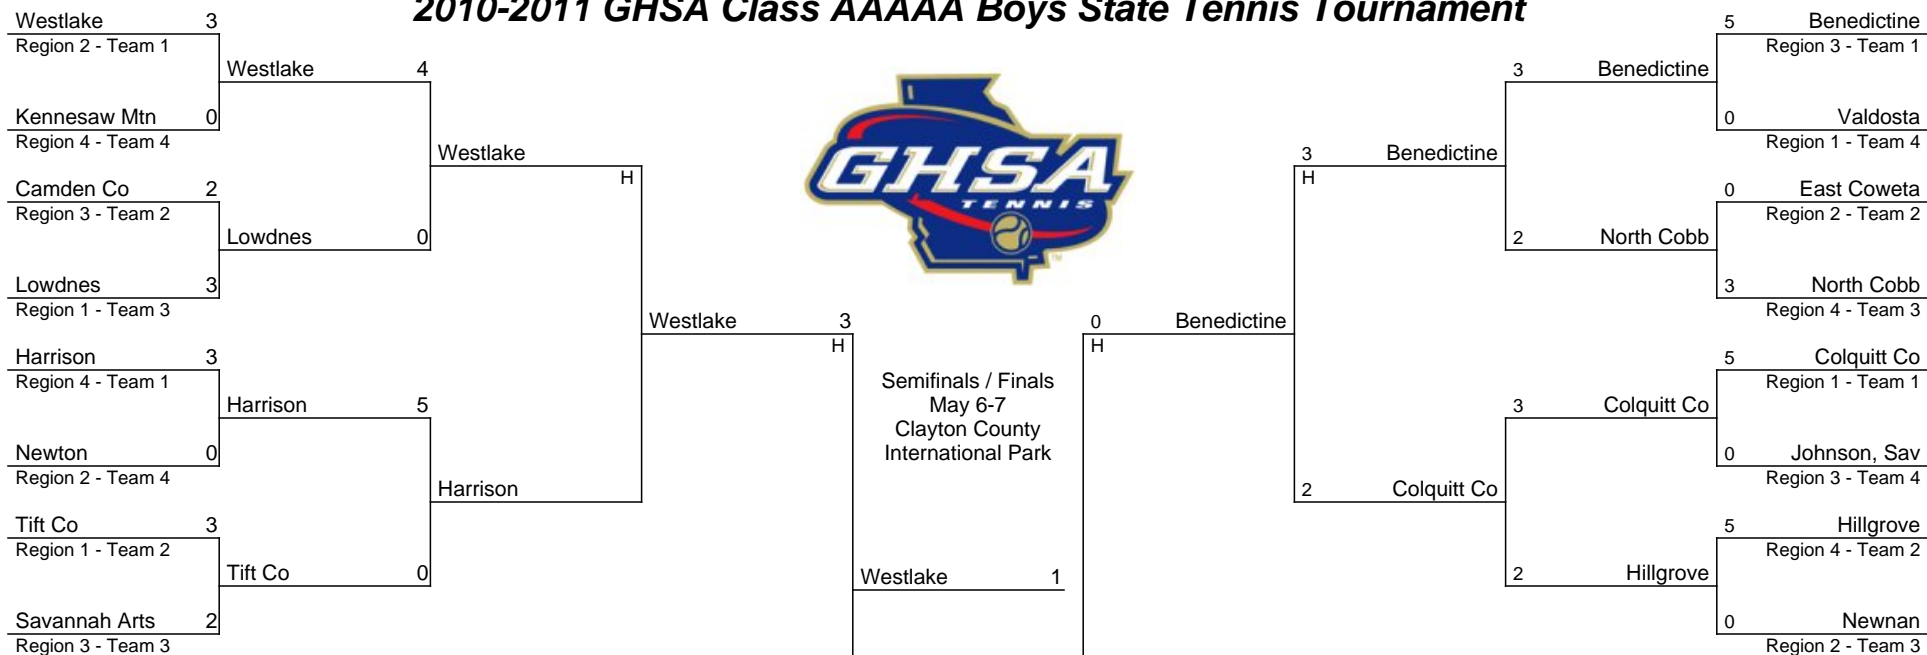 2010-2011 GHSA Class AAAAA Boys State Tennis Tournament
Westlake 3
Region 2 - Team 1
Westlake 4
Kennesaw Mtn 0
Region 4 - Team 4
Westlake
H
Camden Co 2
Region 3 - Team 2
Lowdnes 0
Lowdnes 3
Region 1 - Team 3
Westlake 3
H
Harrison 3
Region 4 - Team 1
Harrison 5
Newton 0
Region 2 - Team 4
Harrison
Tift Co 3
Region 1 - Team 2
Tift Co 0
Savannah Arts 2
Region 3 - Team 3
GHSA
TENNIS
TM
Semifinals / Finals
May 6-7
Clayton County
International Park
Westlake 1
5 Benedictine
Region 3 - Team 1
3 Benedictine
0 Valdosta
Region 1 - Team 4
3 Benedictine
H
0 East Coweta
Region 2 - Team 2
2 North Cobb
3 North Cobb
Region 4 - Team 3
0 Benedictine
H
5 Colquitt Co
Region 1 - Team 1
3 Colquitt Co
0 Johnson, Sav
Region 3 - Team 4
2 Colquitt Co
5 Hillgrove
Region 4 - Team 2
2 Hillgrove
0 Newnan
Region 2 - Team 3